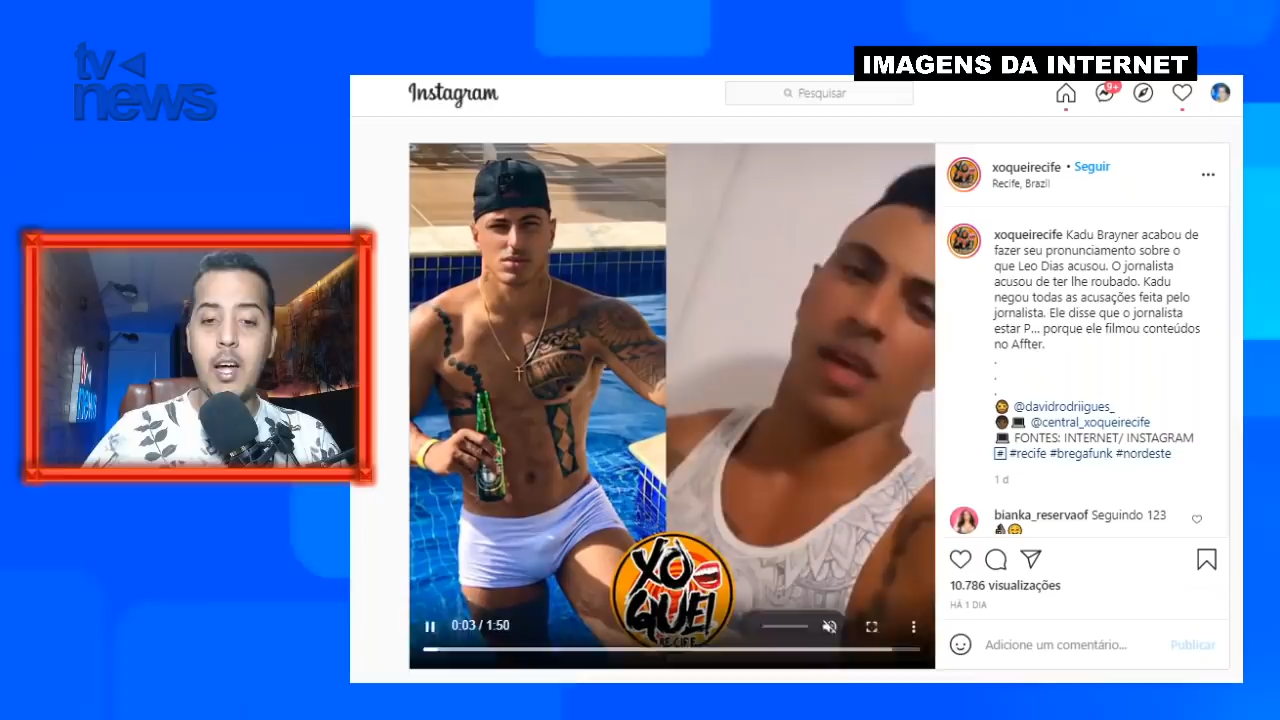 tv
news
IMAGENS DA INTERNET
Instagram
Pesquisar
9+
xoqueirecife • Seguir
Recife, Brazil
xoqueirecife Kadu Brayner acabou de
fazer seu pronunciamento sobre o
que Leo Dias acusou. O jornalista
acusou de ter lhe roubado. Kadu
negou todas as acusações feita pelo
jornalista. Ele disse que o jornalista
estar P... porque ele filmou conteúdos
no Affter.
.
.
.
@davidrodriigues_
@central_xoqueirecife
FONTES: INTERNET/ INSTAGRAM
#recife #bregafunk #nordeste
1 d
bianka_reservaof Seguindo 123
10.786 visualizações
HÁ 1 DIA
Adicione um comentário...
Publicar
0:03 / 1:50
XO
QUEI
RECIFE
tv
news